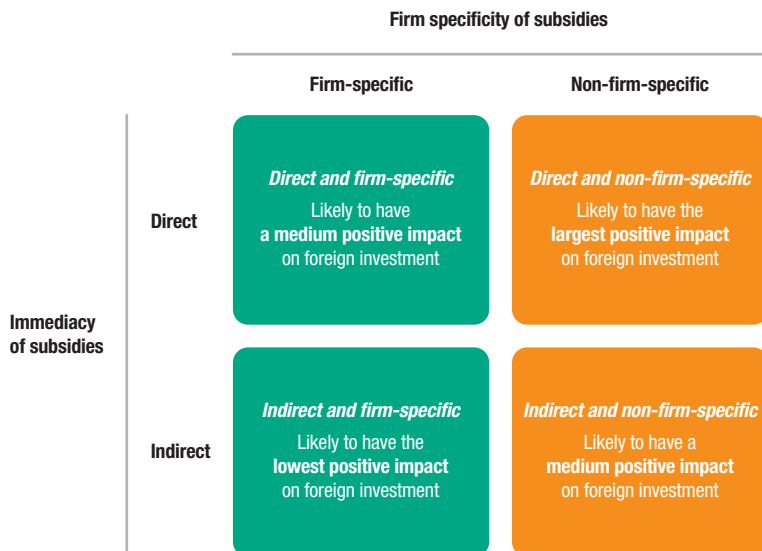 Firm specificity of subsidies
Firm-specific
Non-firm-specific
Immediacy
of subsidies
Direct
Direct and firm-specific
Likely to have
a medium positive impact
on foreign investment
Direct and non-firm-specific
Likely to have the
largest positive impact
on foreign investment
Indirect
Indirect and firm-specific
Likely to have the
lowest positive impact
on foreign investment
Indirect and non-firm-specific
Likely to have a
medium positive impact
on foreign investment